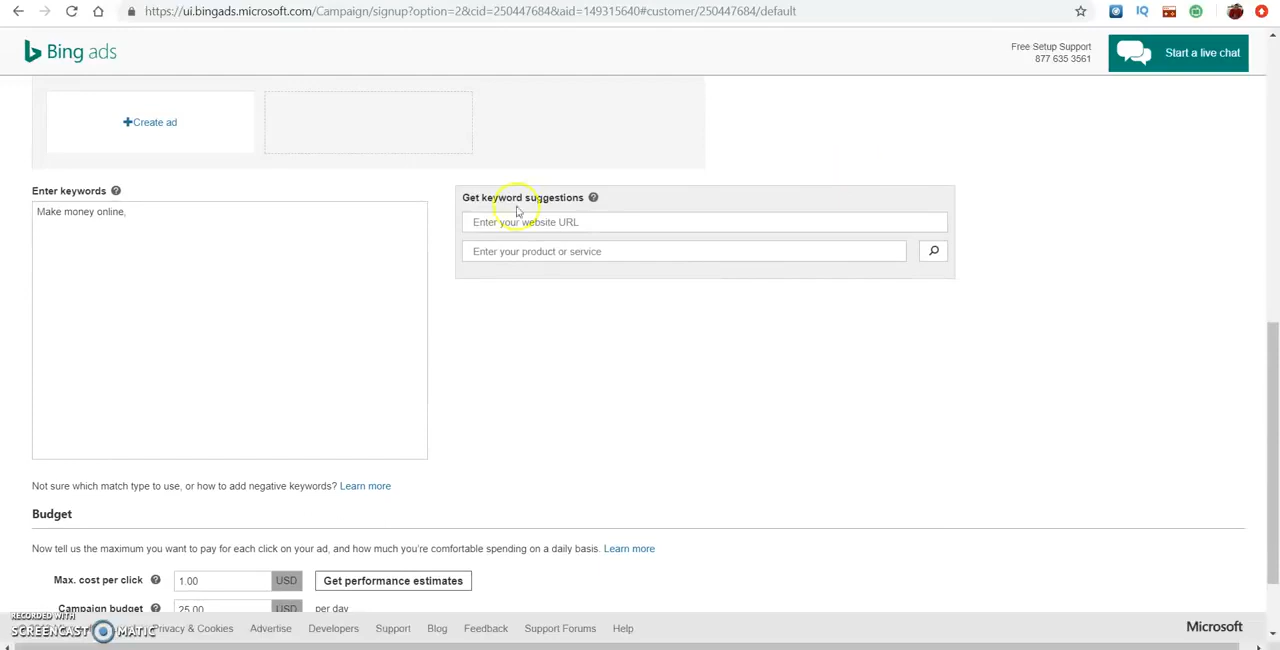 https://ui.bingads.microsoft.com/Campaign/signup?option=2&cid=250447684&aid=149315640#customer/250447684/default
IQ
Bing ads
Free Setup Support
877 635 3561
Start a live chat
+Create ad
Enter keywords ?
Get keyword suggestions ?
Make money online,
Enter your website URL
Enter your product or service
Not sure which match type to use, or how to add negative keywords? Learn more
Budget
Now tell us the maximum you want to pay for each click on your ad, and how much you're comfortable spending on a daily basis. Learn more
Max. cost per click ? 1.00 USD Get performance estimates
Campaign budget ? 25.00 USD per day
RECORDED WITH
SCREENCAST MATIC
Privacy & Cookies Advertise Developers Support Blog Feedback Support Forums Help Microsoft